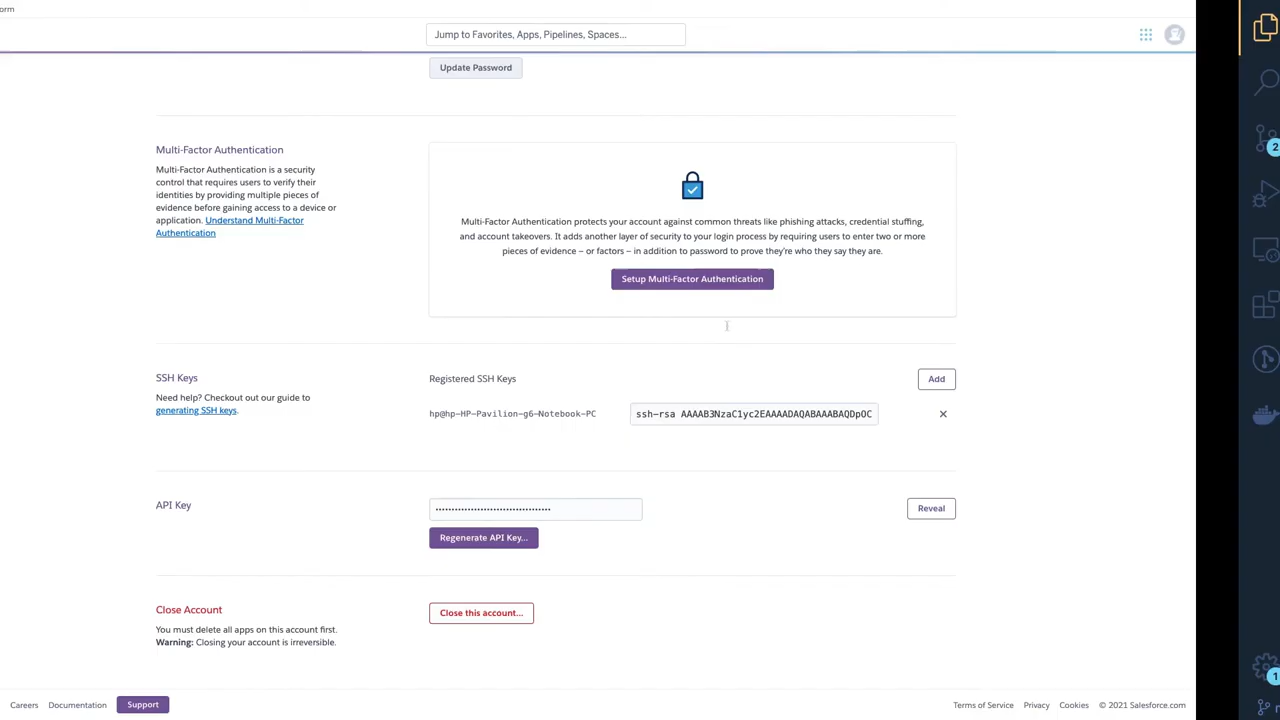 orm
Jump to Favorites, Apps, Pipelines, Spaces...
Update Password
Multi-Factor Authentication
Multi-Factor Authentication is a security
control that requires users to verify their
identities by providing multiple pieces of
evidence before gaining access to a device or
application. Understand Multi-Factor
Authentication
Multi-Factor Authentication protects your account against common threats like phishing attacks, credential stuffing,
and account takeovers. It adds another layer of security to your login process by requiring users to enter two or more
pieces of evidence – or factors – in addition to password to prove they're who they say they are.
Setup Multi-Factor Authentication
SSH Keys
Need help? Checkout out our guide to
generating SSH keys.
Registered SSH Keys
Add
hp@hp-HP-Pavilion-g6-Notebook-PC
ssh-rsa AAAAB3NzaC1yc2EAAAADAQABAAABAQDpOC
API Key
Reveal
Regenerate API Key...
Close Account
You must delete all apps on this account first.
Warning: Closing your account is irreversible.
Close this account...
Careers
Documentation
Support
Terms of Service
Privacy
Cookies
© 2021 Salesforce.com
2
1